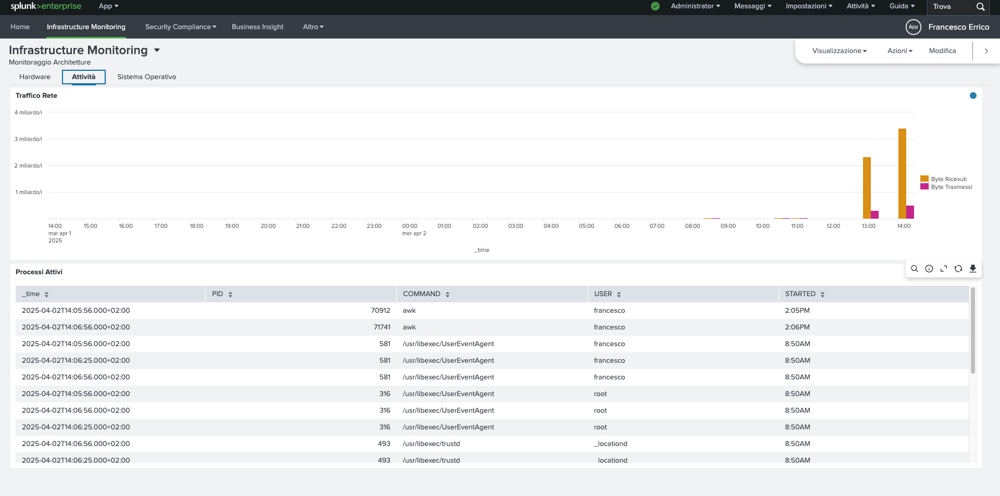 splunk>enterprise App Administrator Messaggi Impostazioni Attività Guida Trova
Home Infrastructure Monitoring Security Compliance Business Insight Altro App Francesco Errico
Infrastructure Monitoring
Visualizzazione Azioni Modifica
Monitoraggio Architetture
Hardware Attività Sistema Operativo
Traffico Rete
4 miliardo/i
3 miliardo/i
2 miliardo/i
1 miliardo/i
Byte Ricevuti
Byte Trasmessi
14:00 15:00 16:00 17:00 18:00 19:00 20:00 21:00 22:00 23:00 00:00 01:00 02:00 03:00 04:00 05:00 06:00 07:00 08:00 09:00 10:00 11:00 12:00 13:00 14:00
mar apr 1 mer apr 2
2025
_time
Processi Attivi
_time PID COMMAND USER STARTED
2025-04-02T14:05:56.000+02:00 70912 awk francesco 2:05PM
2025-04-02T14:06:56.000+02:00 71741 awk francesco 2:06PM
2025-04-02T14:05:56.000+02:00 581 /usr/libexec/UserEventAgent francesco 8:50AM
2025-04-02T14:06:25.000+02:00 581 /usr/libexec/UserEventAgent francesco 8:50AM
2025-04-02T14:06:56.000+02:00 581 /usr/libexec/UserEventAgent francesco 8:50AM
2025-04-02T14:05:56.000+02:00 316 /usr/libexec/UserEventAgent root 8:50AM
2025-04-02T14:06:56.000+02:00 316 /usr/libexec/UserEventAgent root 8:50AM
2025-04-02T14:06:25.000+02:00 316 /usr/libexec/UserEventAgent root 8:50AM
2025-04-02T14:06:56.000+02:00 493 /usr/libexec/trustd _locationd 8:50AM
2025-04-02T14:06:25.000+02:00 493 /usr/libexec/trustd _locationd 8:50AM